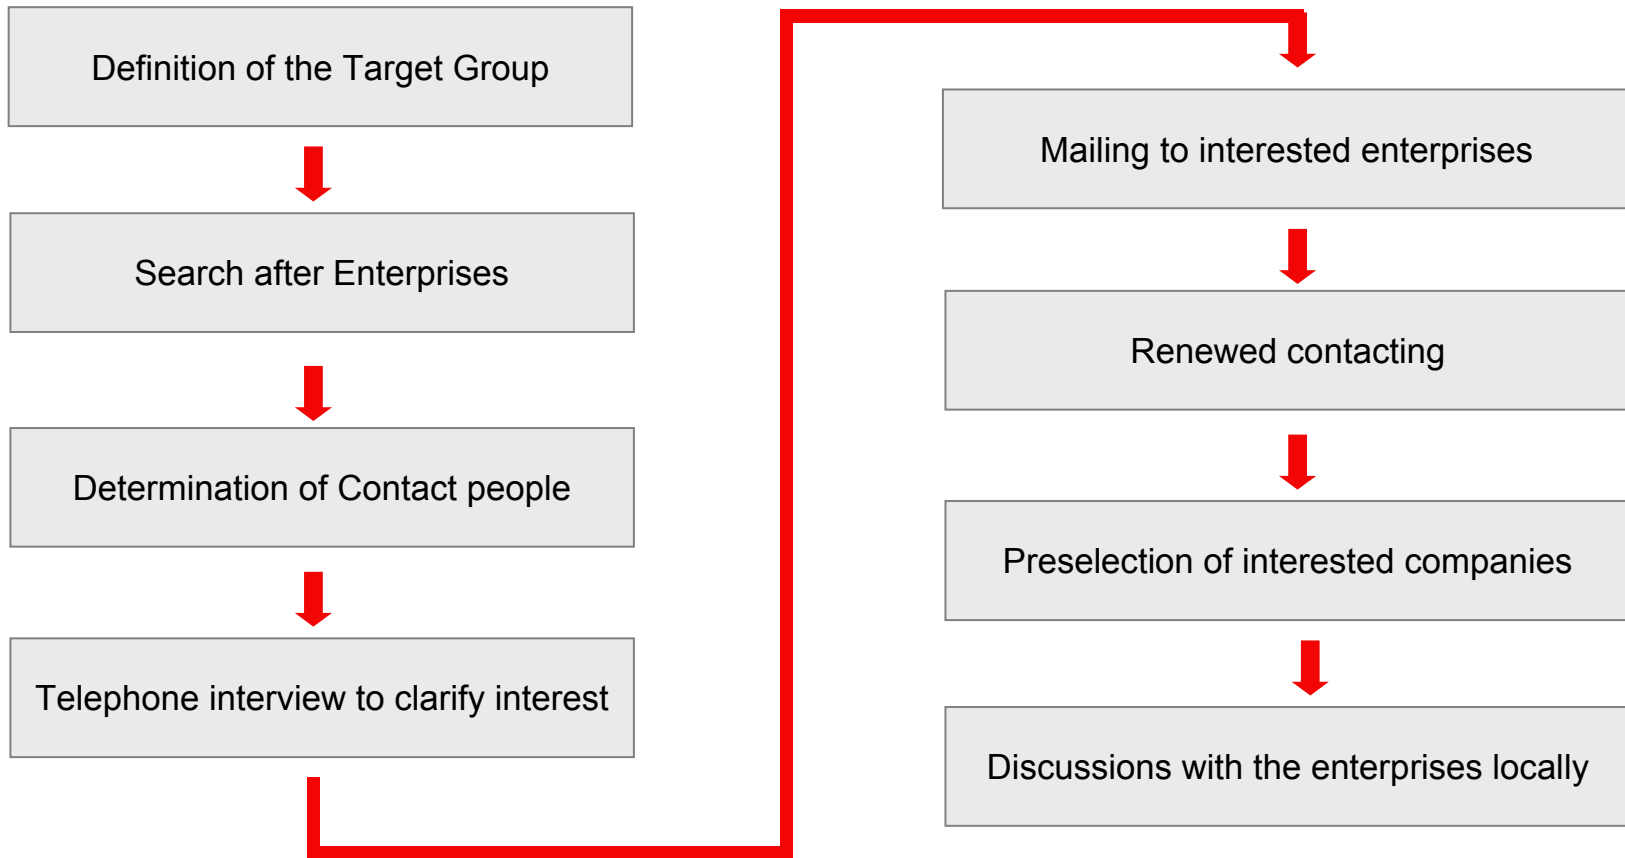 Definition of the Target Group
Search after Enterprises
Determination of Contact people
Telephone interview to clarify interest
Mailing to interested enterprises
Renewed contacting
Preselection of interested companies
Discussions with the enterprises locally